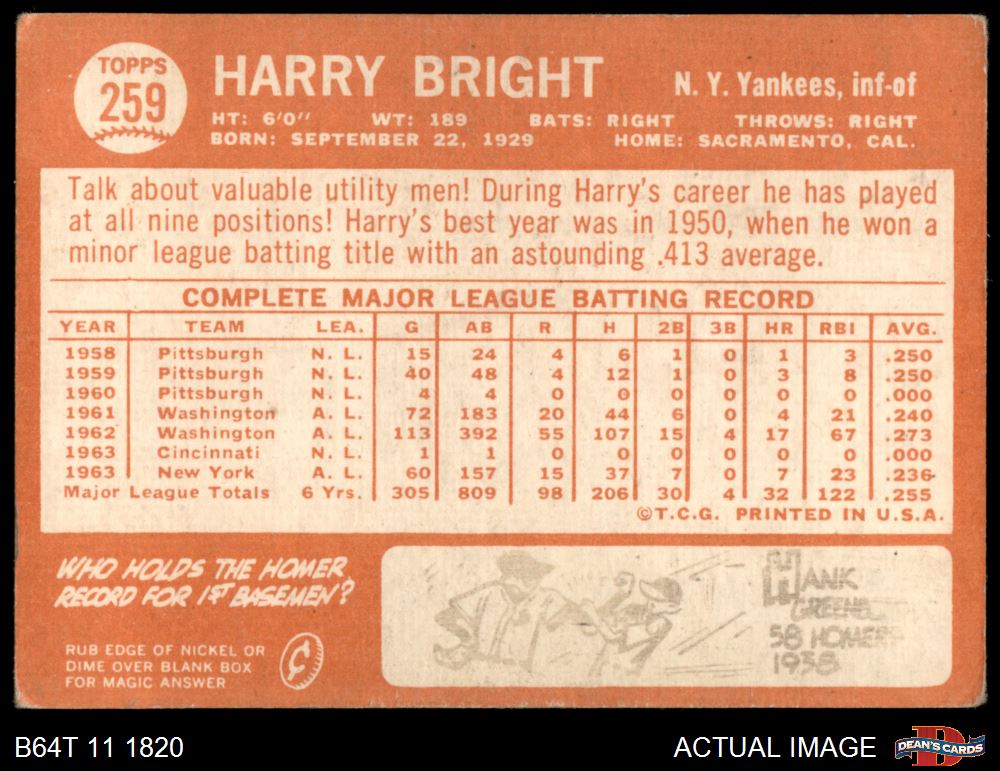 TOPPS
259
HARRY BRIGHT
N. Y. Yankees, inf-of
HT: 6'0" WT: 189 BATS: RIGHT THROWS: RIGHT
BORN: SEPTEMBER 22, 1929 HOME: SACRAMENTO, CAL.
Talk about valuable utility men! During Harry's career he has played
at all nine positions! Harry's best year was in 1950, when he won a
minor league batting title with an astounding .413 average.
COMPLETE MAJOR LEAGUE BATTING RECORD
YEAR TEAM LEA. G AB R H 2B 3B HR RBI AVG.
1958 Pittsburgh N. L. 15 24 4 6 1 0 1 3 .250
1959 Pittsburgh N. L. 40 48 4 12 1 0 3 8 .250
1960 Pittsburgh N. L. 4 4 0 0 0 0 0 0 .000
1961 Washington A. L. 72 183 20 44 6 0 4 21 .240
1962 Washington A. L. 113 392 55 107 15 4 17 67 .273
1963 Cincinnati N. L. 1 1 0 0 0 0 0 0 .000
1963 New York A. L. 60 157 15 37 7 0 7 23 .236
Major League Totals 6 Yrs. 305 809 98 206 30 4 32 122 .255
©T.C.G. PRINTED IN U.S.A.
WHO HOLDS THE HOMER
RECORD FOR 1ST BASEMEN?
RUB EDGE OF NICKEL OR
DIME OVER BLANK BOX
FOR MAGIC ANSWER
¢
HANK
58 HOMERS
1938
B64T 11 1820
ACTUAL IMAGE
DEAN'S CARDS